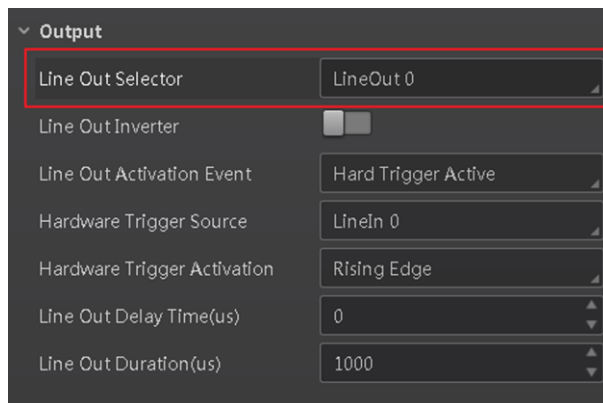 Output
Line Out Selector LineOut 0
Line Out Inverter
Line Out Activation Event Hard Trigger Active
Hardware Trigger Source LineIn 0
Hardware Trigger Activation Rising Edge
Line Out Delay Time(us) 0
Line Out Duration(us) 1000